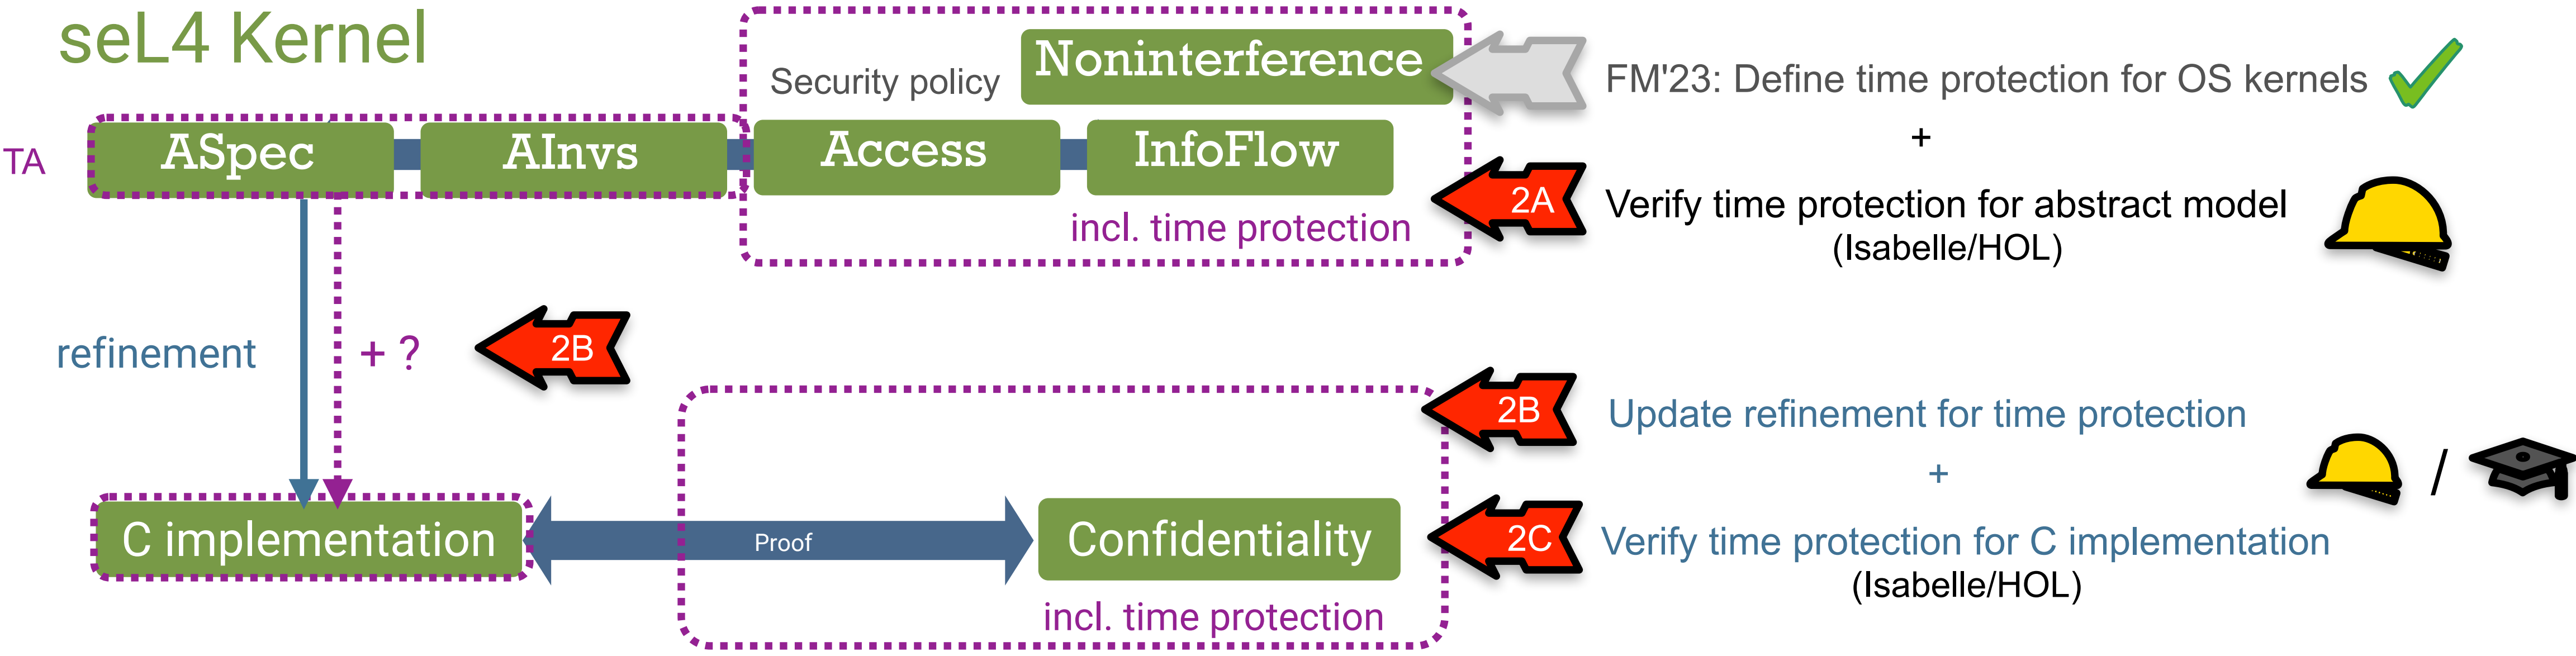 seL4 Kernel
Security policy
Noninterference
FM'23: Define time protection for OS kernels
+
TA
ASpec
AInvs
Access
InfoFlow
2A
Verify time protection for abstract model
(Isabelle/HOL)
incl. time protection
refinement
+ ?
2B
2B
Update refinement for time protection
+
/
C implementation
Proof
Confidentiality
2C
Verify time protection for C implementation
(Isabelle/HOL)
incl. time protection